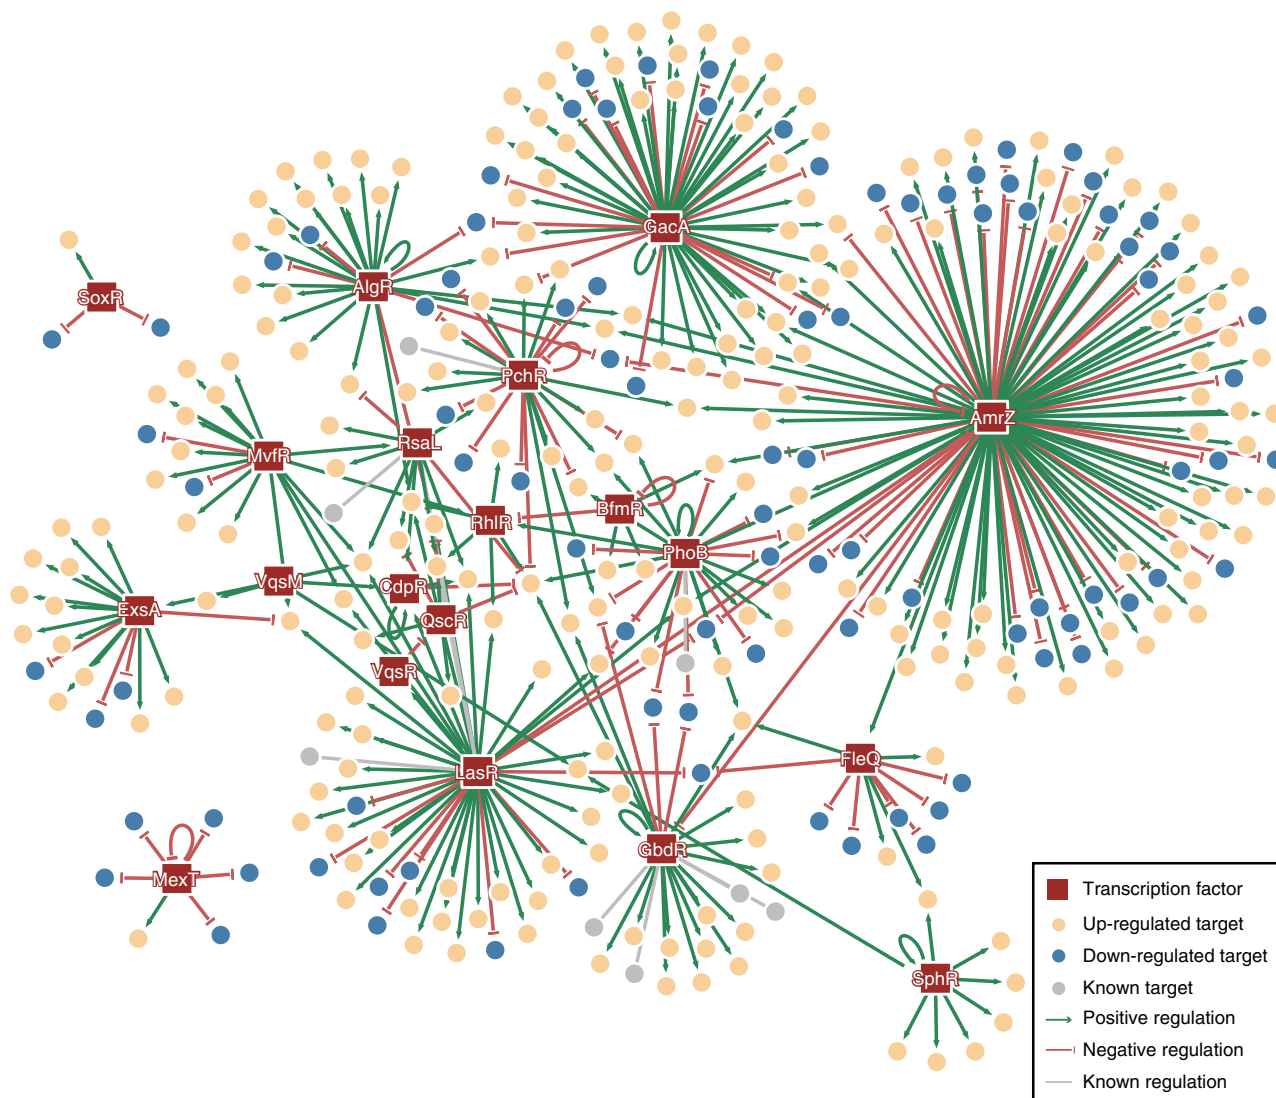 GacA
AlgR
SoxR
PchR
AmrZ
RsaL
MvfR
BfmR
RhlR
PhoB
VqsM
CdpR
ExsA
QscR
VqsR
FleQ
LasR
GbdR
MexT
SphR
Transcription factor
Up-regulated target
Down-regulated target
Known target
Positive regulation
Negative regulation
Known regulation